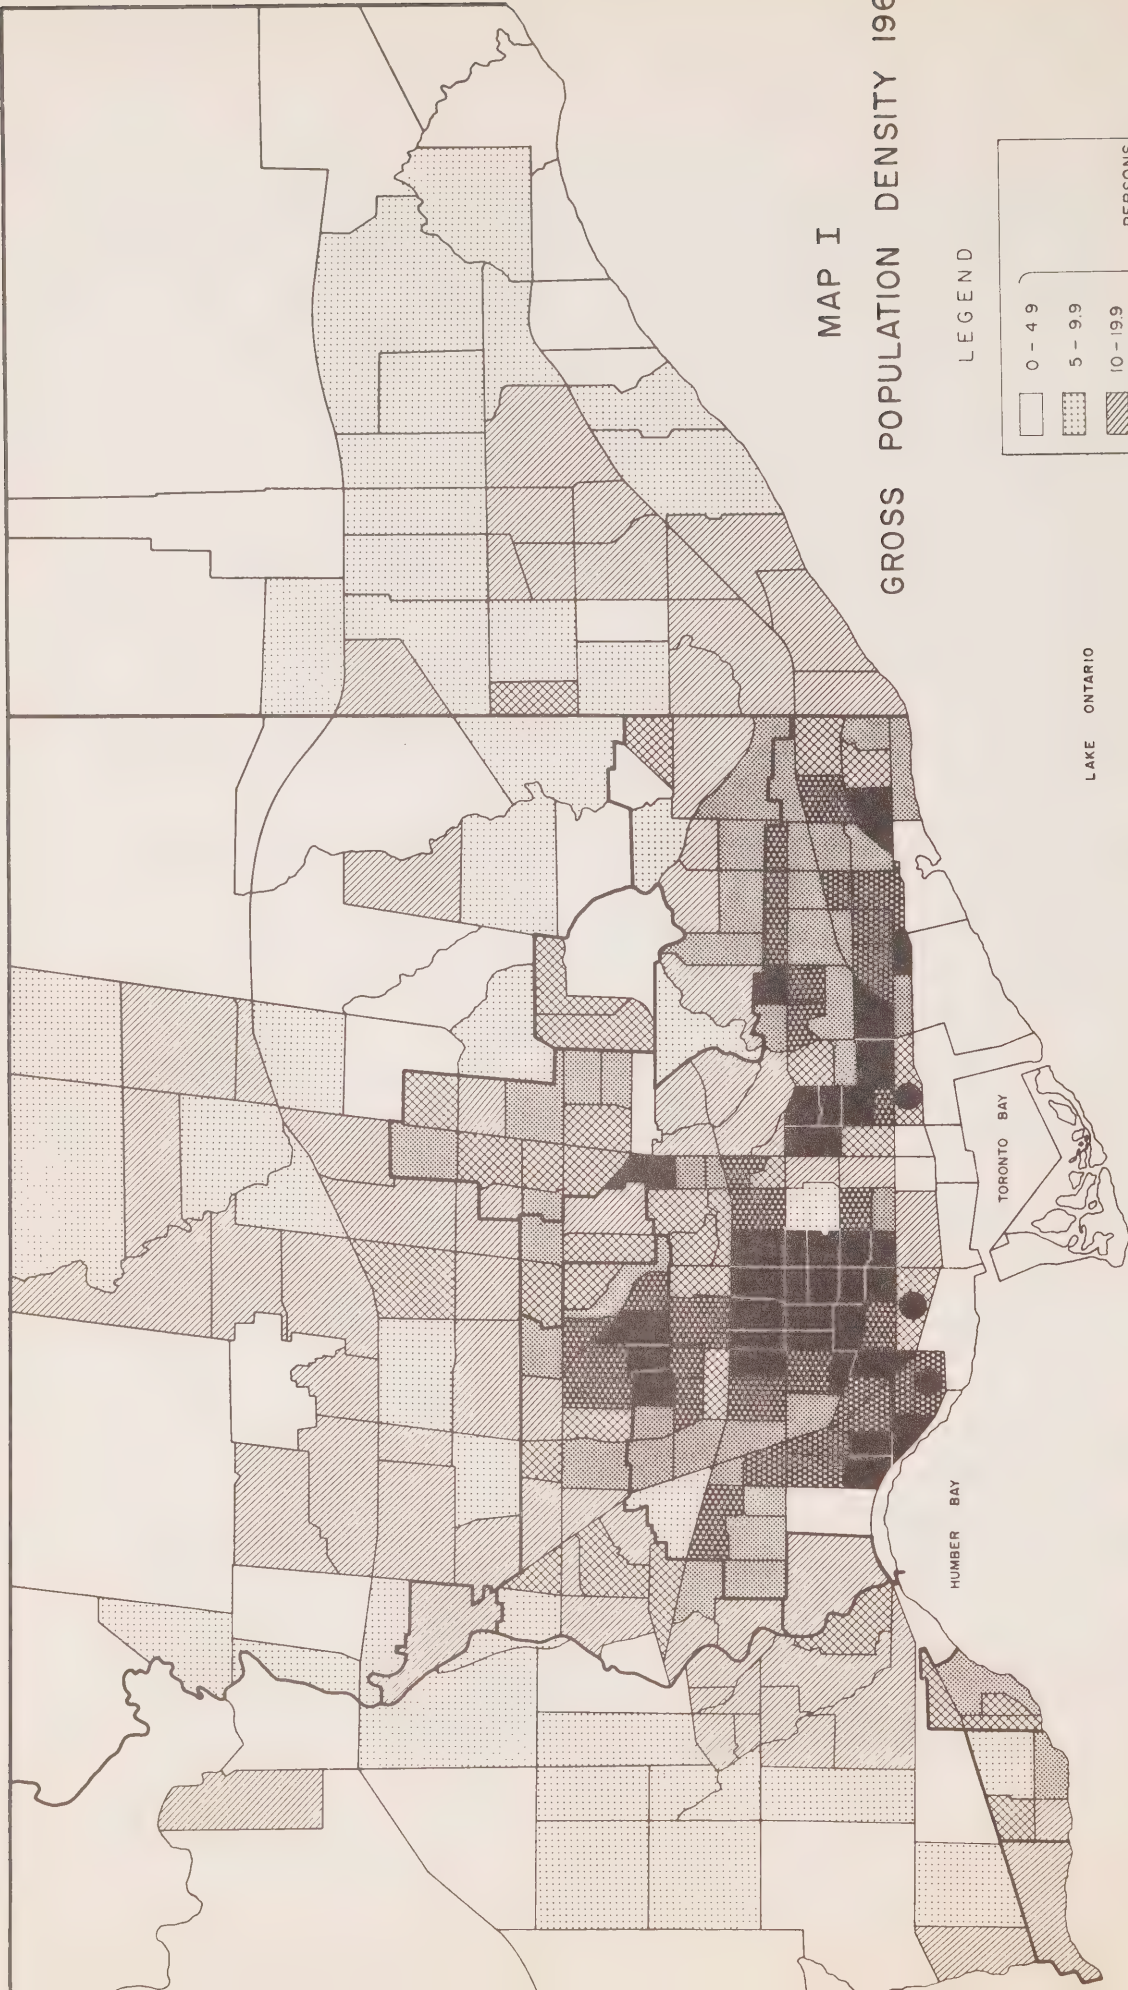 MAP I
GROSS POPULATION DENSITY 196
LEGEND
0 - 4 9
5 - 9.9
10 - 19.9
PERSONS
LAKE ONTARIO
TORONTO BAY
HUMBER BAY